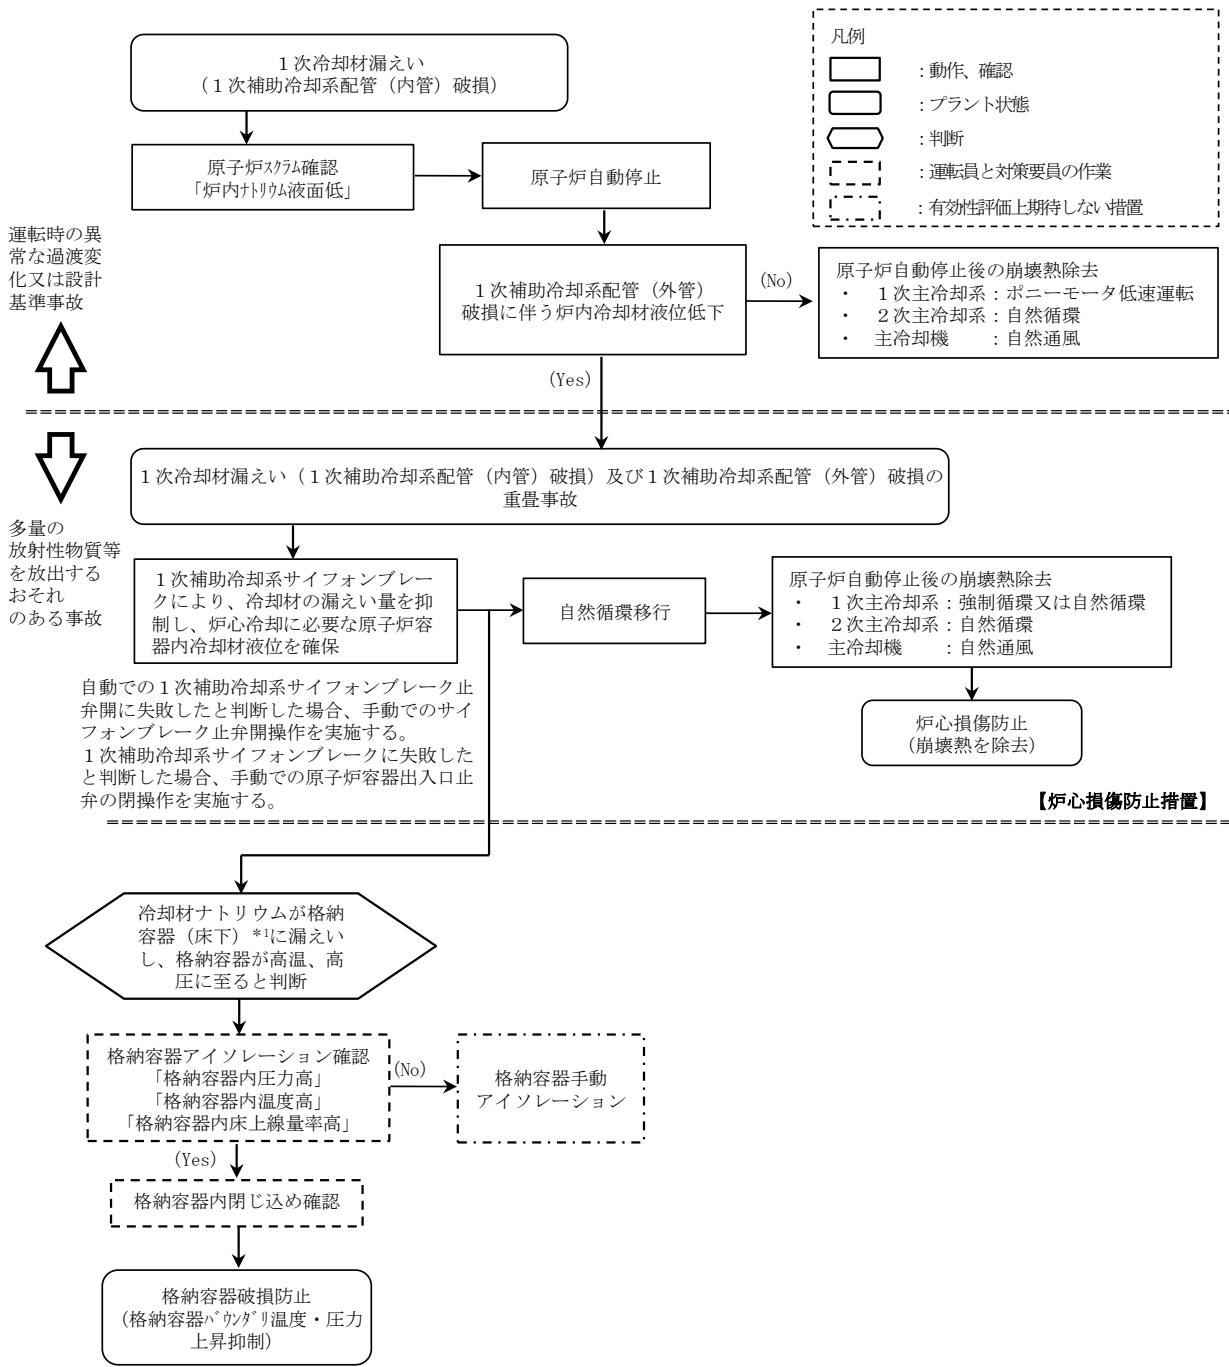 凡例
：動作、確認
：プラント状態
：判断
：運転員と対策要員の作業
：有効性評価上期待しない措置
１次冷却材漏えい
（１次補助冷却系配管（内管）破損）
原子炉ｽｸﾗﾑ確認
「炉内ﾅﾄﾘｳﾑ液面低」
原子炉自動停止
運転時の異
常な過渡変
化又は設計
基準事故
１次補助冷却系配管（外管）
破損に伴う炉内冷却材液位低下
(No)
原子炉自動停止後の崩壊熱除去
・ １次主冷却系：ポニーモータ低速運転
・ ２次主冷却系：自然循環
・ 主冷却機 ：自然通風
(Yes)
１次冷却材漏えい（１次補助冷却系配管（内管）破損）及び１次補助冷却系配管（外管）破損の
重畳事故
多量の
放射性物質等
を放出する
おそれ
のある事故
１次補助冷却系サイフォンブレー
クにより、冷却材の漏えい量を抑
制し、炉心冷却に必要な原子炉容
器内冷却材液位を確保
自然循環移行
原子炉自動停止後の崩壊熱除去
・ １次主冷却系：強制循環又は自然循環
・ ２次主冷却系：自然循環
・ 主冷却機 ：自然通風
自動での１次補助冷却系サイフォンブレーク止
弁開に失敗したと判断した場合、手動でのサイ
フォンブレーク止弁開操作を実施する。
１次補助冷却系サイフォンブレークに失敗した
と判断した場合、手動での原子炉容器出入口止
弁の閉操作を実施する。
炉心損傷防止
（崩壊熱を除去）
【炉心損傷防止措置】
冷却材ナトリウムが格納
容器（床下）*1に漏えい
し、格納容器が高温、高
圧に至ると判断
格納容器アイソレーション確認
「格納容器内圧力高」
「格納容器内温度高」
「格納容器内床上線量率高」
(No)
格納容器手動
アイソレーション
(Yes)
格納容器内閉じ込め確認
格納容器破損防止
（格納容器ﾊﾞｳﾝﾀﾞﾘ温度・圧力
上昇抑制）